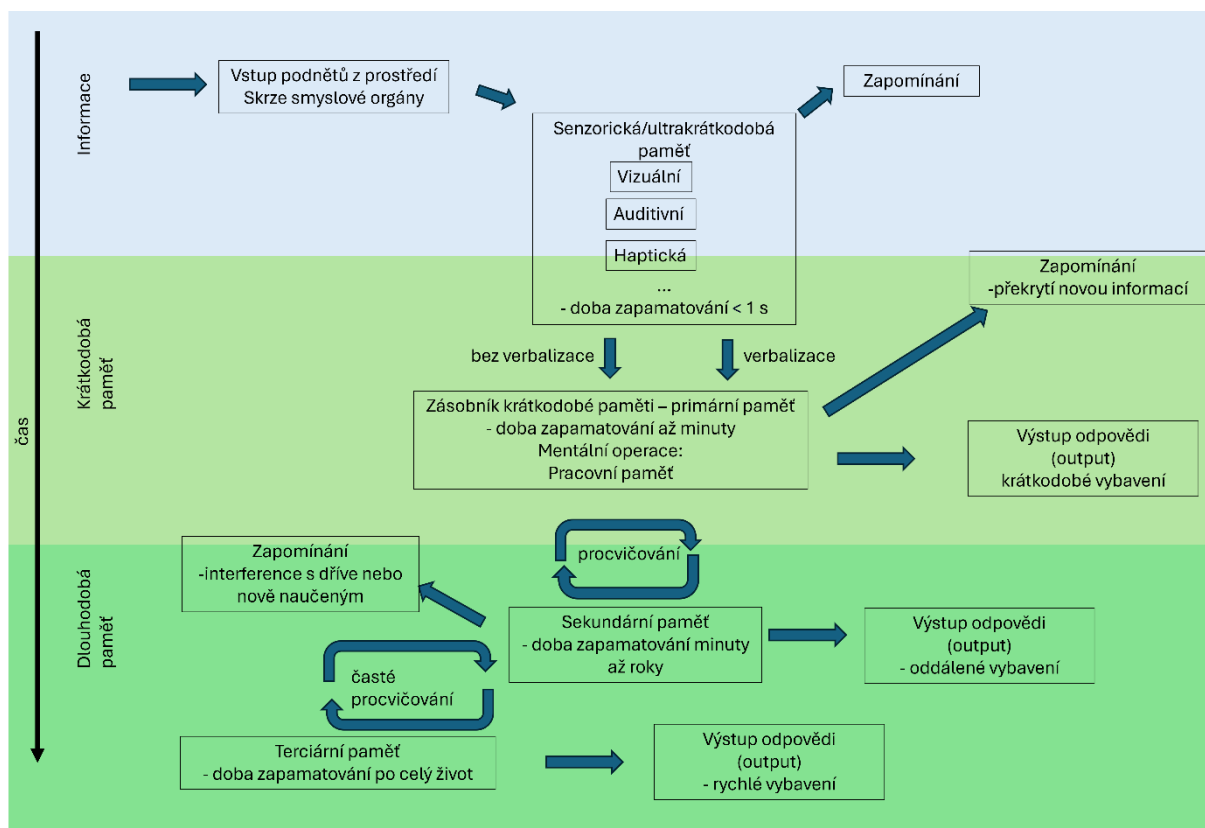 čas
Informace
Vstup podnětů z prostředí
Skrze smyslové orgány
Zapomínání
Senzorická/ultrakrátkodobá
paměť
Vizuální
Auditivní
Haptická
...
- doba zapamatování < 1 s
Krátkodobá
paměť
Zapomínání
-překrytí novou informací
bez verbalizace
verbalizace
Zásobník krátkodobé paměti – primární paměť
- doba zapamatování až minuty
Mentální operace:
Pracovní paměť
Výstup odpovědi
(output)
krátkodobé vybavení
Dlouhodobá
paměť
procvičování
Zapomínání
-interference s dříve nebo
nově naučeným
Sekundární paměť
- doba zapamatování minuty
až roky
Výstup odpovědi
(output)
- oddálené vybavení
časté
procvičování
Terciární paměť
- doba zapamatování po celý život
Výstup odpovědi
(output)
- rychlé vybavení